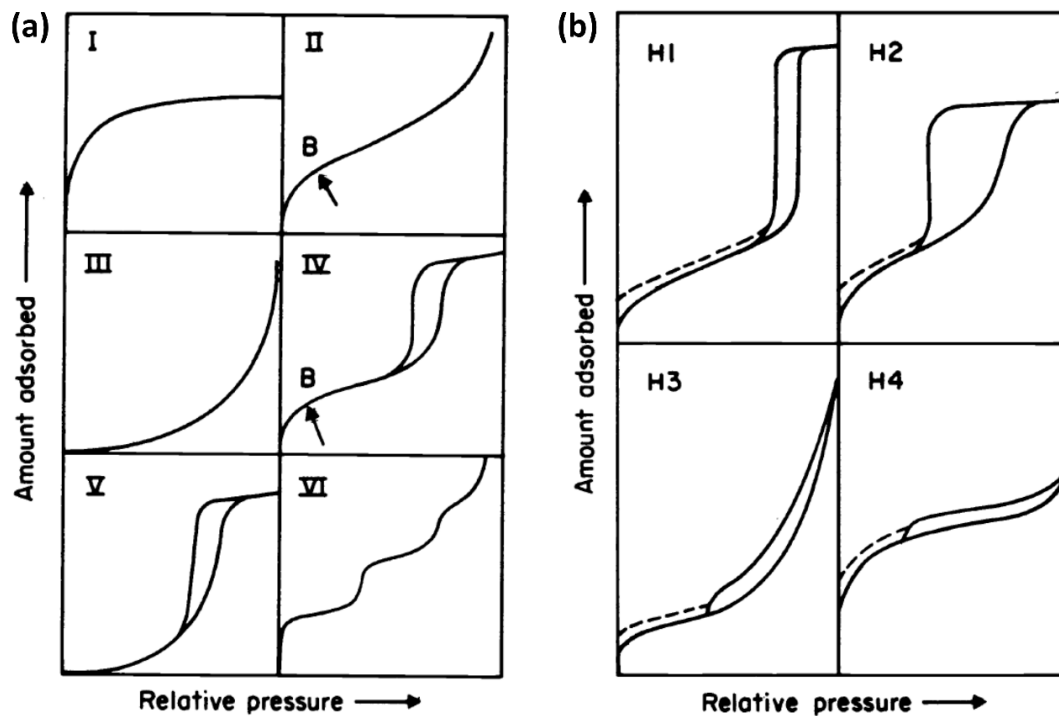 (a)
I
II
B
III
IV
B
V
VI
Amount adsorbed
Relative pressure
(b)
H1
H2
H3
H4
Amount adsorbed
Relative pressure